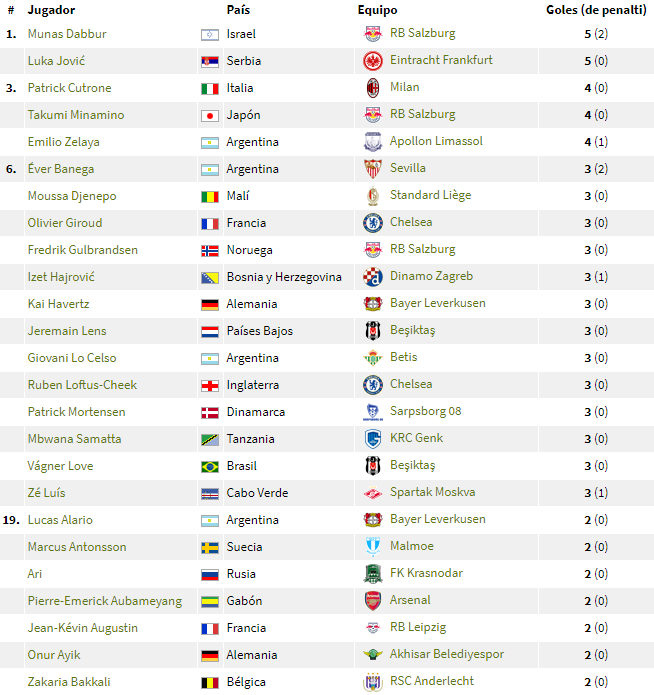 # Jugador País Equipo Goles (de penalti)
1. Munas Dabbur Israel RB Salzburg 5 (2)
Luka Jović Serbia Eintracht Frankfurt 5 (0)
3. Patrick Cutrone Italia Milan 4 (0)
Takumi Minamino Japón RB Salzburg 4 (0)
Emilio Zelaya Argentina Apollon Limassol 4 (1)
6. Éver Banega Argentina Sevilla 3 (2)
Moussa Djenepo Malí Standard Liège 3 (0)
Olivier Giroud Francia Chelsea 3 (0)
Fredrik Gulbrandsen Noruega RB Salzburg 3 (0)
Izet Hajrović Bosnia y Herzegovina Dinamo Zagreb 3 (1)
Kai Havertz Alemania Bayer Leverkusen 3 (0)
Jeremain Lens Países Bajos Beşiktaş 3 (0)
Giovani Lo Celso Argentina Betis 3 (0)
Ruben Loftus-Cheek Inglaterra Chelsea 3 (0)
Patrick Mortensen Dinamarca Sarpsborg 08 3 (0)
Mbwana Samatta Tanzania KRC Genk 3 (0)
Vágner Love Brasil Beşiktaş 3 (0)
Zé Luís Cabo Verde Spartak Moskva 3 (1)
19. Lucas Alario Argentina Bayer Leverkusen 2 (0)
Marcus Antonsson Suecia Malmoe 2 (0)
Ari Rusia FK Krasnodar 2 (0)
Pierre-Emerick Aubameyang Gabón Arsenal 2 (0)
Jean-Kévin Augustin Francia RB Leipzig 2 (0)
Onur Ayik Alemania Akhisar Belediyespor 2 (0)
Zakaria Bakkali Bélgica RSC Anderlecht 2 (0)